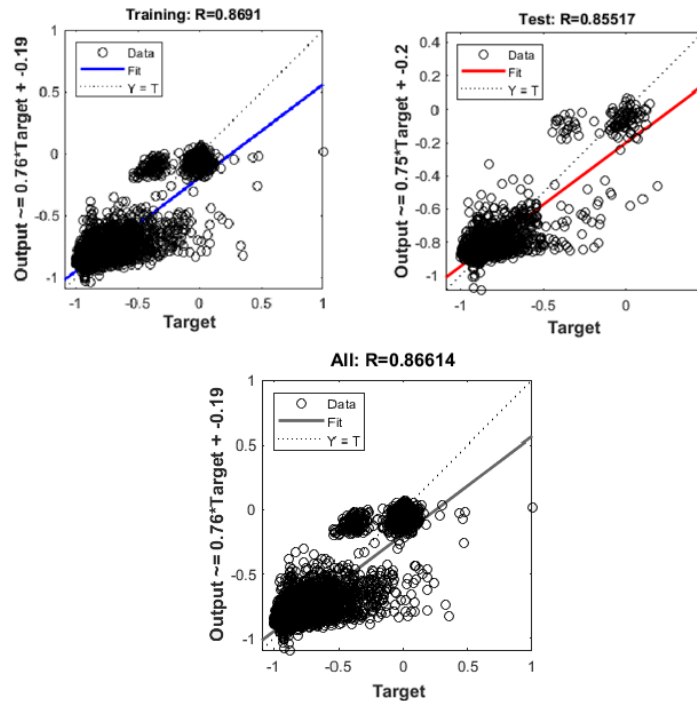 Training: R=0.8691
Output ~= 0.76*Target + -0.19
1
0.5
0
-0.5
-1
Data
Fit
Y = T
-1
-0.5
0
0.5
1
Target
Test: R=0.85517
Output ~= 0.75*Target + -0.2
0.4
0.2
0
-0.2
-0.4
-0.6
-0.8
-1
Data
Fit
Y = T
-1
-0.5
0
Target
All: R=0.86614
Output ~= 0.76*Target + -0.19
1
0.5
0
-0.5
-1
Data
Fit
Y = T
-1
-0.5
0
0.5
1
Target